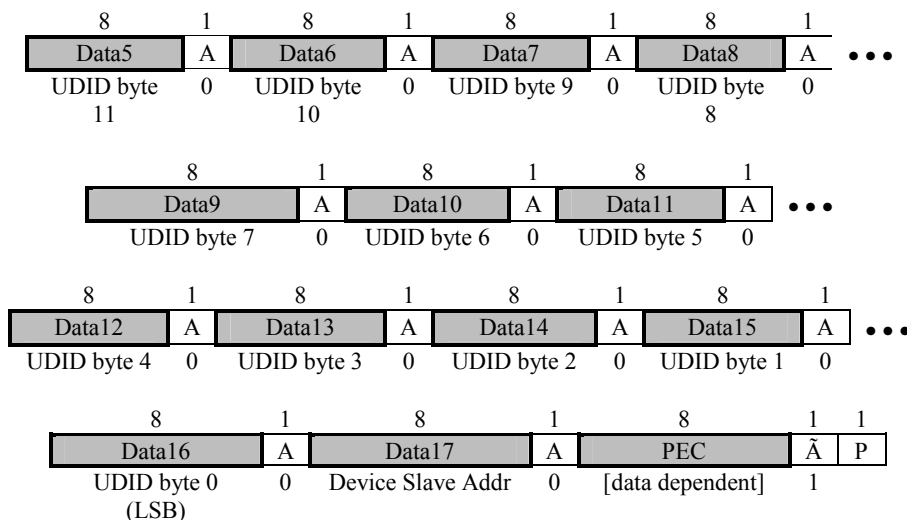 8 1 8 1 8 1 8 1
Data5 A Data6 A Data7 A Data8 A •••
UDID byte 0 UDID byte 0 UDID byte 9 0 UDID byte 0
11 10 8
8 1 8 1 8 1
Data9 A Data10 A Data11 A •••
UDID byte 7 0 UDID byte 6 0 UDID byte 5 0
8 1 8 1 8 1 8 1
Data12 A Data13 A Data14 A Data15 A •••
UDID byte 4 0 UDID byte 3 0 UDID byte 2 0 UDID byte 1 0
8 1 8 1 8 1 1
Data16 A Data17 A PEC Ã P
UDID byte 0 0 Device Slave Addr 0 [data dependent] 1
(LSB)